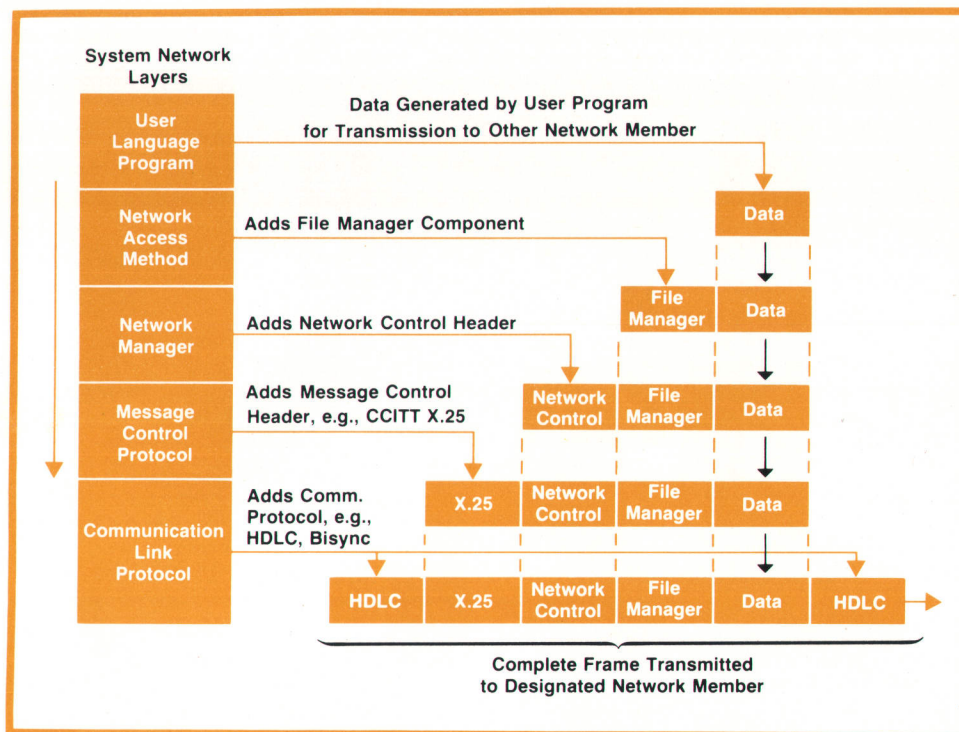 System Network
Layers
User
Language
Program
Data Generated by User Program
for Transmission to Other Network Member
Data
Network
Access
Method
Adds File Manager Component
File
Manager
Data
Network
Manager
Adds Network Control Header
Network
Control
File
Manager
Data
Message
Control
Protocol
Adds Message Control
Header, e.g., CCITT X.25
X.25
Network
Control
File
Manager
Data
Communication
Link
Protocol
Adds Comm.
Protocol, e.g.,
HDLC, Bisync
HDLC
X.25
Network
Control
File
Manager
Data
HDLC
Complete Frame Transmitted
to Designated Network Member